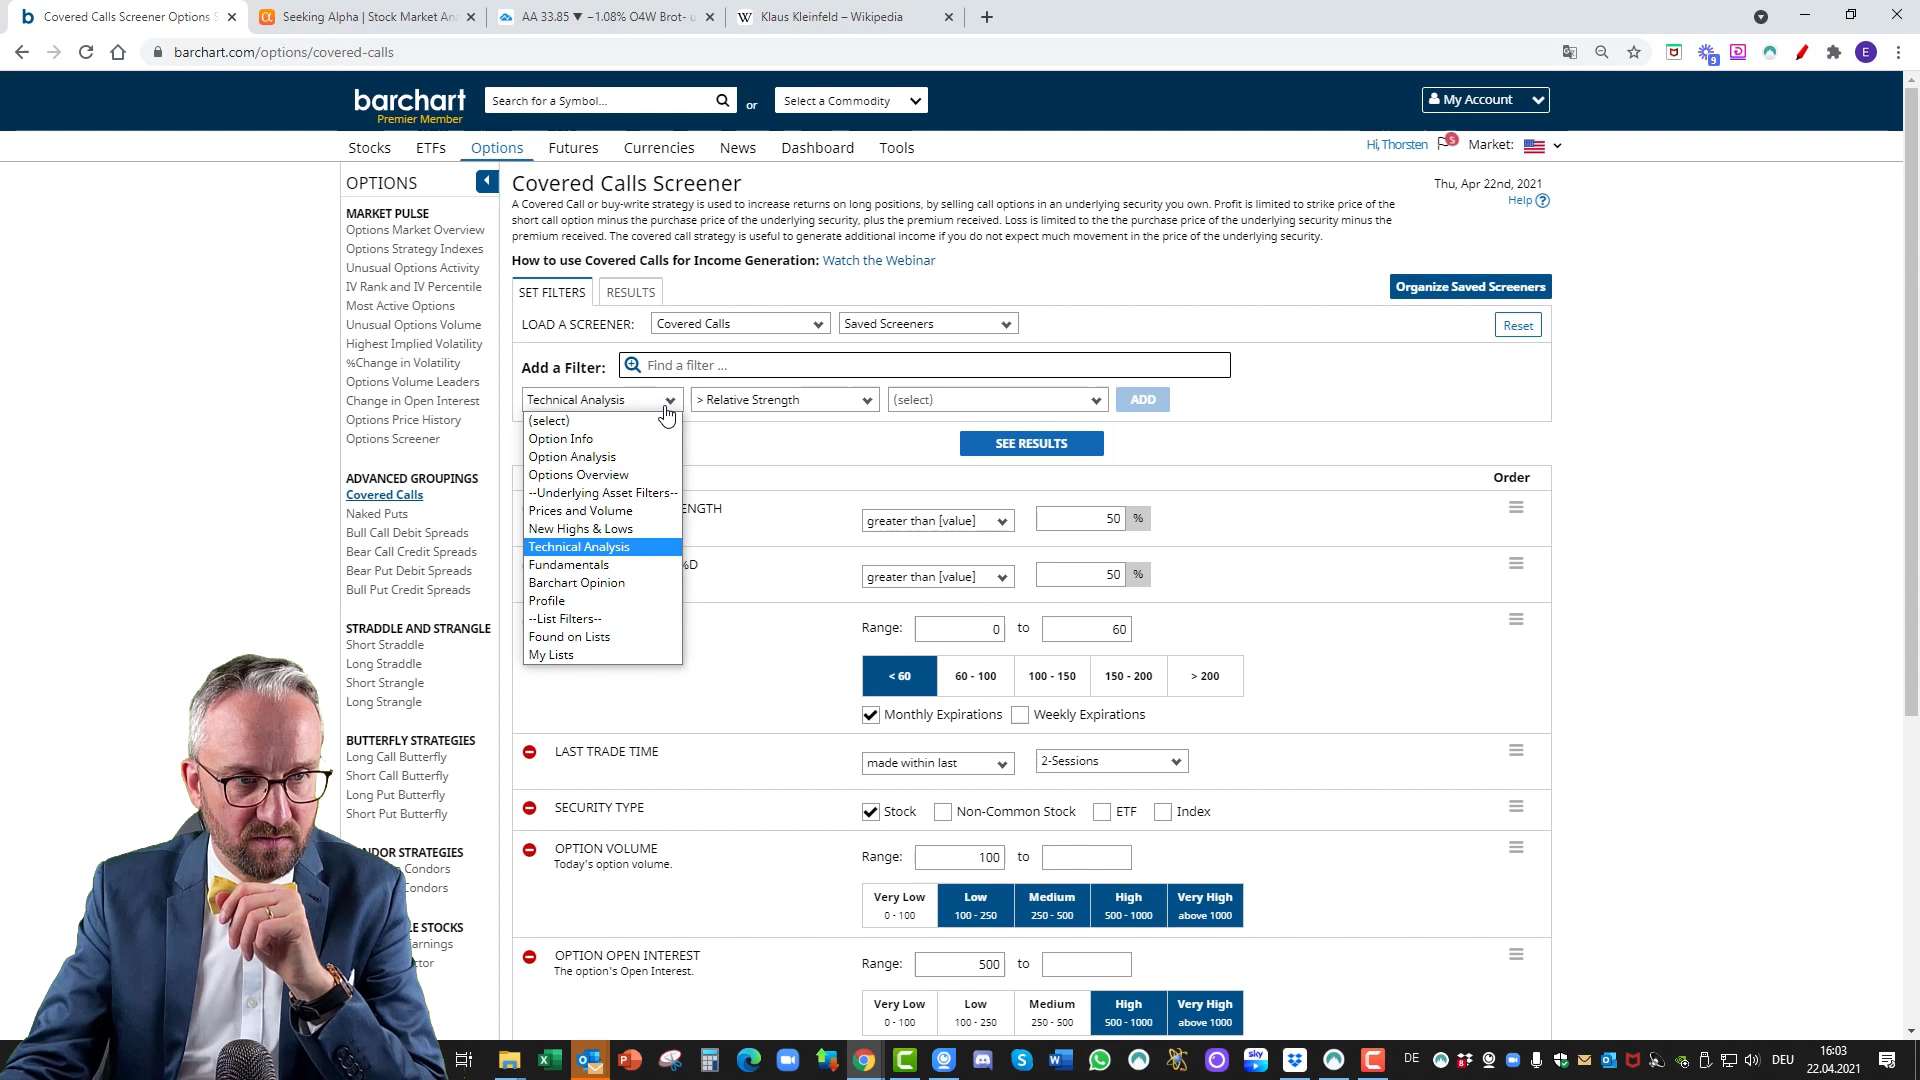 Covered Calls Screener Options S
Seeking Alpha | Stock Market An
AA 33.85 ▼ −1.08% O4W Brot- u
Klaus Kleinfeld – Wikipedia
barchart.com/options/covered-calls
9
E
barchart
Premier Member
Search for a Symbol...
or
Select a Commodity
My Account
Stocks ETFs Options Futures Currencies News Dashboard Tools
Hi, Thorsten 5 Market:
OPTIONS
MARKET PULSE
Options Market Overview
Options Strategy Indexes
Unusual Options Activity
IV Rank and IV Percentile
Most Active Options
Unusual Options Volume
Highest Implied Volatility
%Change in Volatility
Options Volume Leaders
Change in Open Interest
Options Price History
Options Screener
ADVANCED GROUPINGS
Covered Calls
Naked Puts
Bull Call Debit Spreads
Bear Call Credit Spreads
Bear Put Debit Spreads
Bull Put Credit Spreads
STRADDLE AND STRANGLE
Short Straddle
Long Straddle
Short Strangle
Long Strangle
BUTTERFLY STRATEGIES
Long Call Butterfly
Short Call Butterfly
Long Put Butterfly
Short Put Butterfly
NDOR STRATEGIES
Condors
Condors
LE STOCKS
arnings
ctor
Covered Calls Screener
Thu, Apr 22nd, 2021
Help ?
A Covered Call or buy-write strategy is used to increase returns on long positions, by selling call options in an underlying security you own. Profit is limited to strike price of the
short call option minus the purchase price of the underlying security, plus the premium received. Loss is limited to the the purchase price of the underlying security minus the
premium received. The covered call strategy is useful to generate additional income if you do not expect much movement in the price of the underlying security.
How to use Covered Calls for Income Generation: Watch the Webinar
SET FILTERS RESULTS
Organize Saved Screeners
LOAD A SCREENER: Covered Calls Saved Screeners Reset
Add a Filter: Find a filter ...
Technical Analysis > Relative Strength (select) ADD
(select)
Option Info
Option Analysis
Options Overview
--Underlying Asset Filters--
Prices and Volume
New Highs & Lows
Technical Analysis
Fundamentals
Barchart Opinion
Profile
--List Filters--
Found on Lists
My Lists
SEE RESULTS
Order
ENGTH greater than [value] 50 %
%D greater than [value] 50 %
Range: 0 to 60
< 60 60 - 100 100 - 150 150 - 200 > 200
Monthly Expirations Weekly Expirations
LAST TRADE TIME made within last 2-Sessions
SECURITY TYPE Stock Non-Common Stock ETF Index
OPTION VOLUME Range: 100 to
Today's option volume.
Very Low Low Medium High Very High
0 - 100 100 - 250 250 - 500 500 - 1000 above 1000
OPTION OPEN INTEREST Range: 500 to
The option's Open Interest.
Very Low Low Medium High Very High
0 - 100 100 - 250 250 - 500 500 - 1000 above 1000
sky
DE
DEU
16:03
22.04.2021